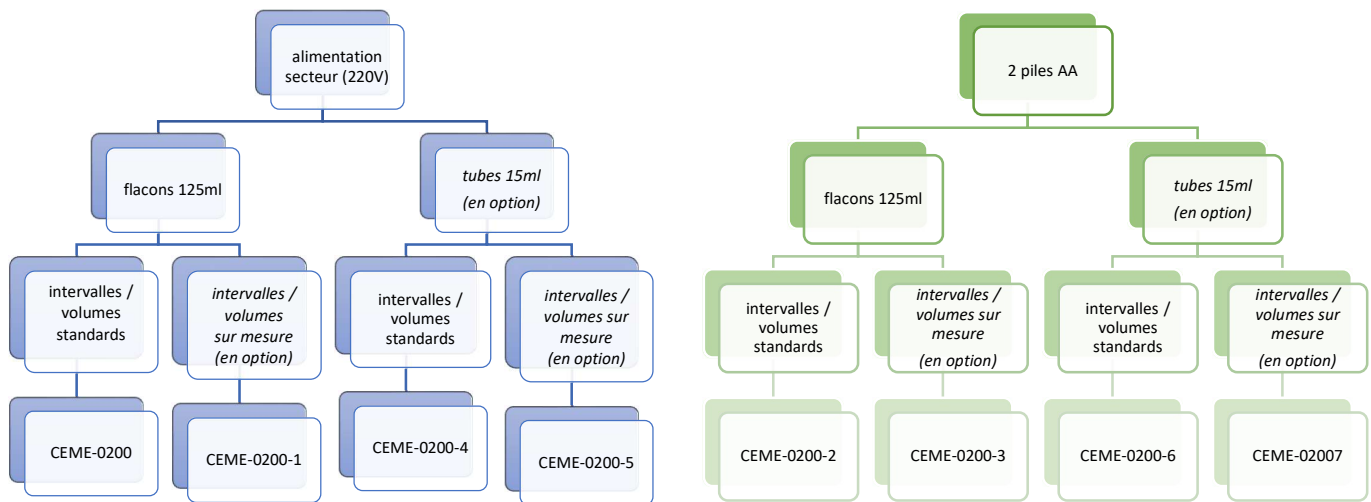 alimentation
secteur (220V)
flacons 125ml
tubes 15ml
(en option)
intervalles /
volumes
standards
intervalles /
volumes
sur mesure
(en option)
intervalles /
volumes
standards
intervalles /
volumes sur
mesure
(en option)
CEME-0200
CEME-0200-1
CEME-0200-4
CEME-0200-5
2 piles AA
flacons 125ml
tubes 15ml
(en option)
intervalles /
volumes
standards
intervalles /
volumes sur
mesure
(en option)
intervalles /
volumes
standards
intervalles /
volumes sur
mesure
(en option)
CEME-0200-2
CEME-0200-3
CEME-0200-6
CEME-02007